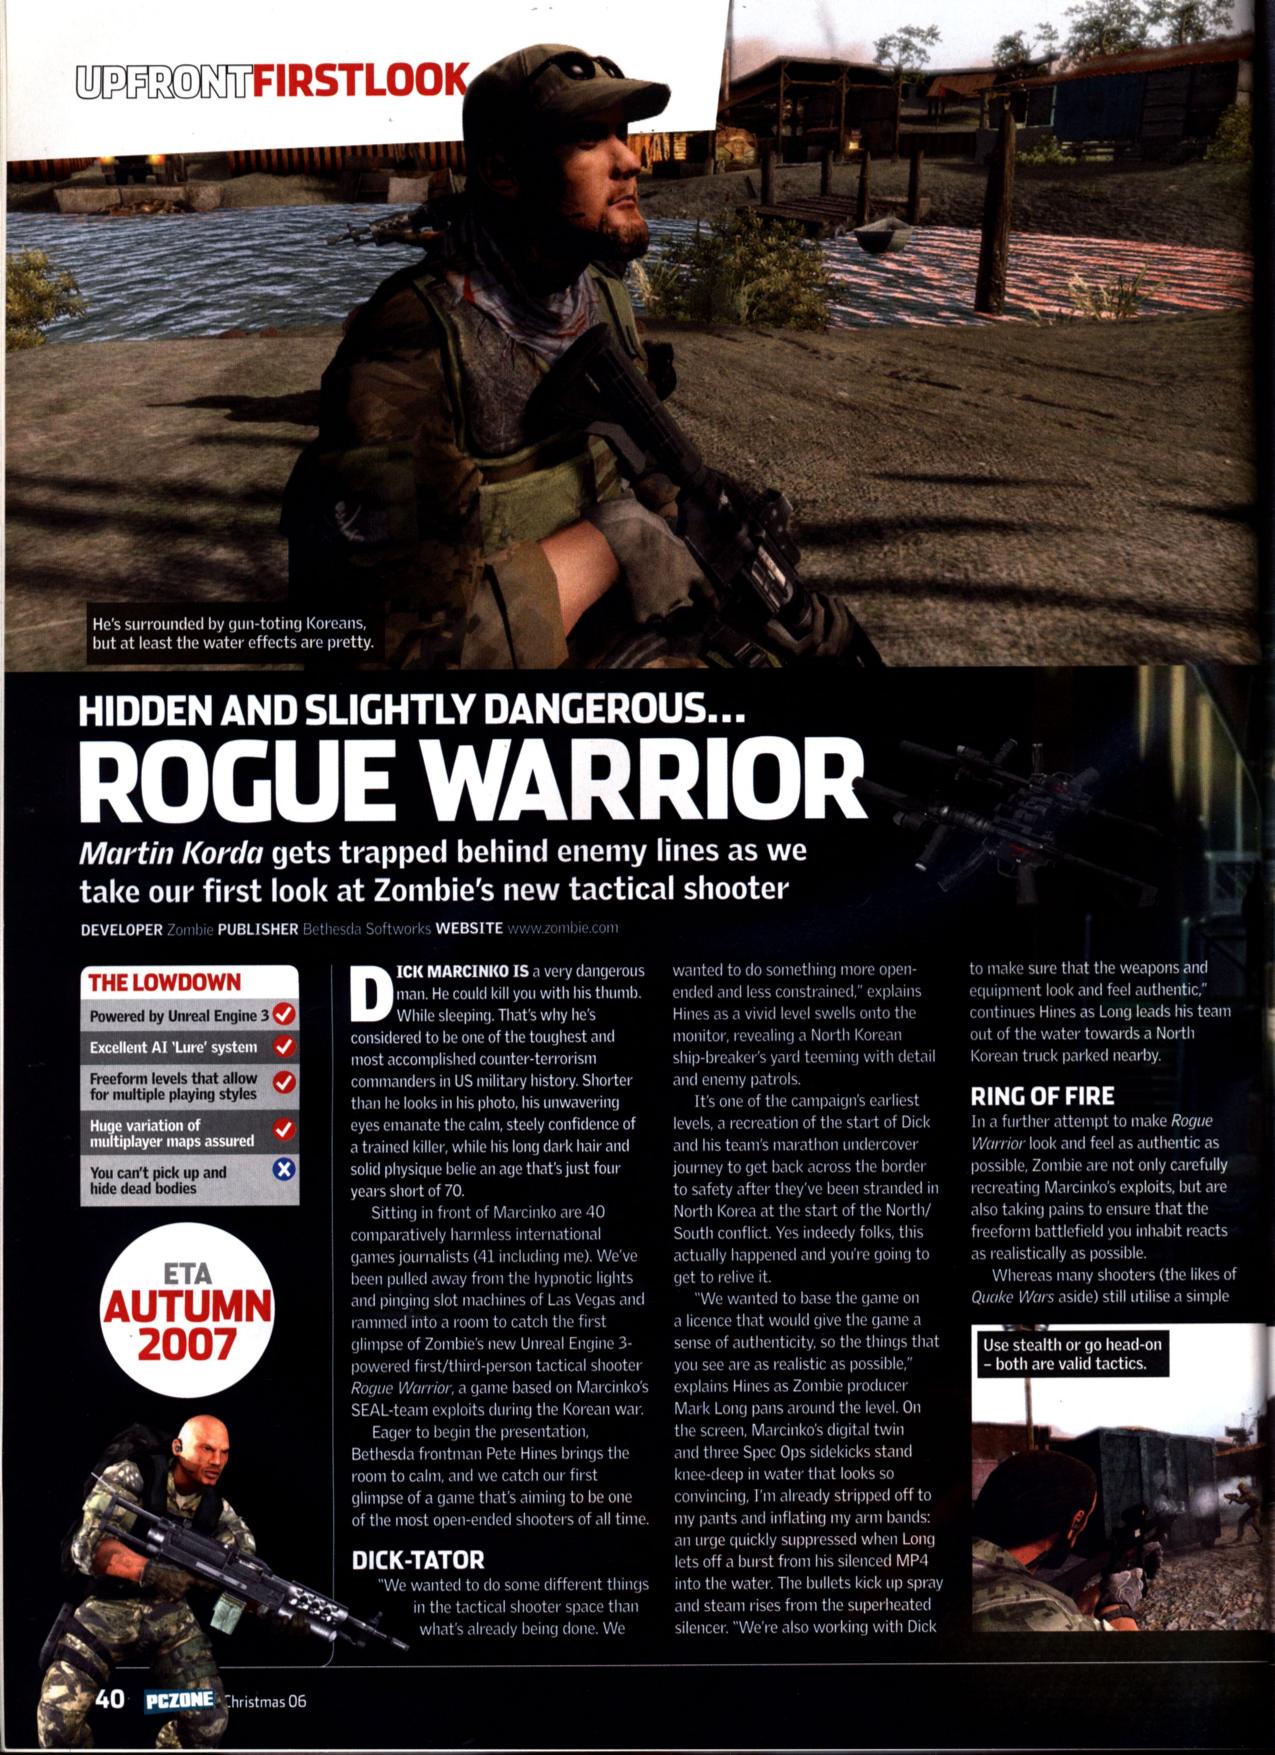 UPFRONTFIRSTLOOK
He's surrounded by gun-toting Koreans,
but at least the water effects are pretty.
HIDDEN AND SLIGHTLY DANGEROUS...
ROGUE WARRIOR
Martin Korda gets trapped behind enemy lines as we
take our first look at Zombie's new tactical shooter
DEVELOPER Zombie PUBLISHER Bethesda Softworks WEBSITE www.zombie.com
THE LOWDOWN
Powered by Unreal Engine 3
Excellent AI 'Lure' system
Freeform levels that allow
for multiple playing styles
Huge variation of
multiplayer maps assured
You can't pick up and
hide dead bodies
ETA
AUTUMN
2007
DICK MARCINKO IS a very dangerous
man. He could kill you with his thumb.
While sleeping. That's why he's
considered to be one of the toughest and
most accomplished counter-terrorism
commanders in US military history. Shorter
than he looks in his photo, his unwavering
eyes emanate the calm, steely confidence of
a trained killer, while his long dark hair and
solid physique belie an age that's just four
years short of 70.
Sitting in front of Marcinko are 40
comparatively harmless international
games journalists (41 including me). We've
been pulled away from the hypnotic lights
and pinging slot machines of Las Vegas and
rammed into a room to catch the first
glimpse of Zombie's new Unreal Engine 3-
powered first/third-person tactical shooter
Rogue Warrior, a game based on Marcinko's
SEAL-team exploits during the Korean war.
Eager to begin the presentation,
Bethesda frontman Pete Hines brings the
room to calm, and we catch our first
glimpse of a game that's aiming to be one
of the most open-ended shooters of all time.
DICK-TATOR
"We wanted to do some different things
in the tactical shooter space than
what's already being done. We
wanted to do something more open-
ended and less constrained," explains
Hines as a vivid level swells onto the
monitor, revealing a North Korean
ship-breaker's yard teeming with detail
and enemy patrols.
It's one of the campaign's earliest
levels, a recreation of the start of Dick
and his team's marathon undercover
journey to get back across the border
to safety after they've been stranded in
North Korea at the start of the North/
South conflict. Yes indeedy folks, this
actually happened and you're going to
get to relive it.
"We wanted to base the game on
a licence that would give the game a
sense of authenticity, so the things that
you see are as realistic as possible,"
explains Hines as Zombie producer
Mark Long pans around the level. On
the screen, Marcinko's digital twin
and three Spec Ops sidekicks stand
knee-deep in water that looks so
convincing, I'm already stripped off to
my pants and inflating my arm bands:
an urge quickly suppressed when Long
lets off a burst from his silenced MP4
into the water. The bullets kick up spray
and steam rises from the superheated
silencer. "We're also working with Dick
to make sure that the weapons and
equipment look and feel authentic,"
continues Hines as Long leads his team
out of the water towards a North
Korean truck parked nearby.
RING OF FIRE
In a further attempt to make Rogue
Warrior look and feel as authentic as
possible, Zombie are not only carefully
recreating Marcinko's exploits, but are
also taking pains to ensure that the
freeform battlefield you inhabit reacts
as realistically as possible.
Whereas many shooters (the likes of
Quake Wars aside) still utilise a simple
Use stealth or go head-on
– both are valid tactics.
40 PCZONE Christmas 06